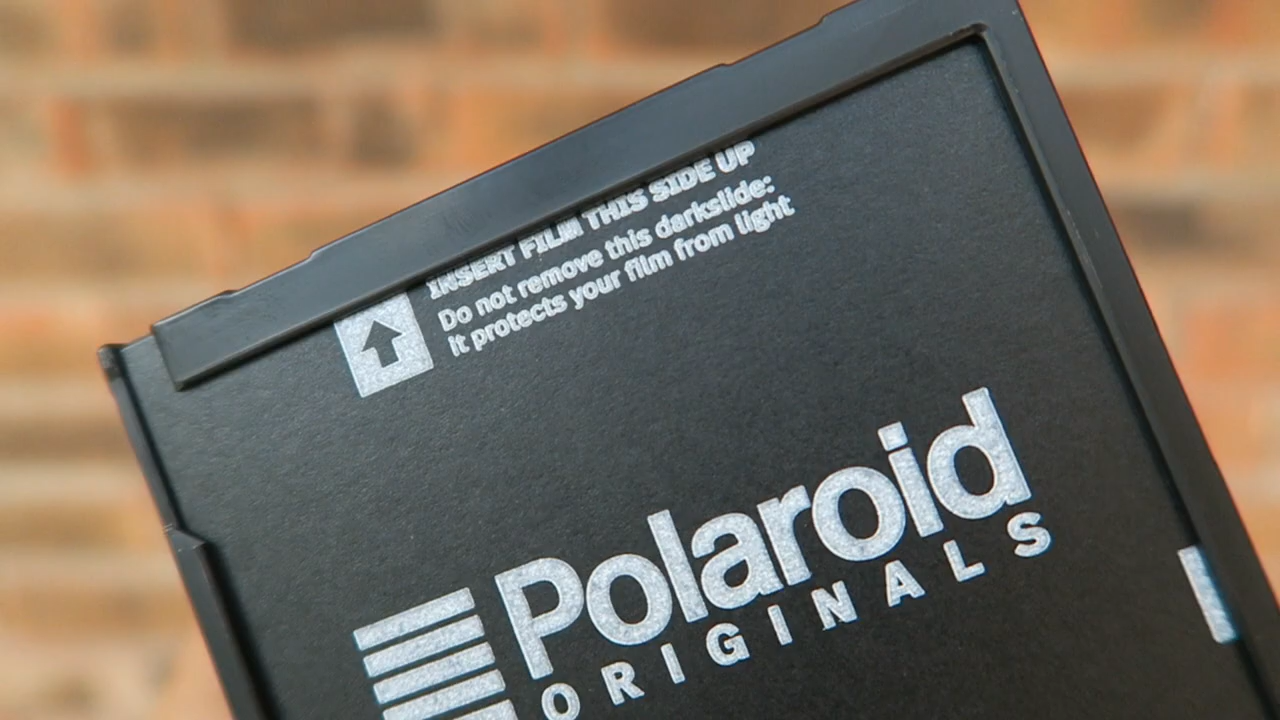 INSERT FILM THIS SIDE UP
Do not remove this darkslide:
it protects your film from light
Polaroid
ORIGINALS